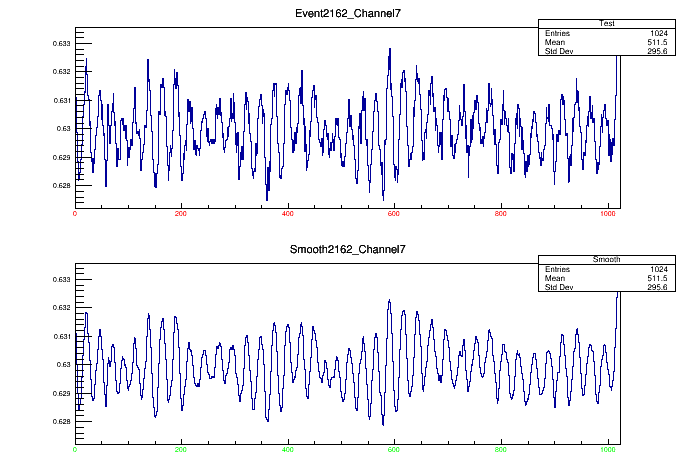 Event2162_Channel7
Test
Entries 1024
Mean 511.5
Std Dev 295.6
0.633
0.632
0.631
0.63
0.629
0.628
0 200 400 600 800 1000
Smooth2162_Channel7
Smooth
Entries 1024
Mean 511.5
Std Dev 295.6
0.633
0.632
0.631
0.63
0.629
0.628
0 200 400 600 800 1000